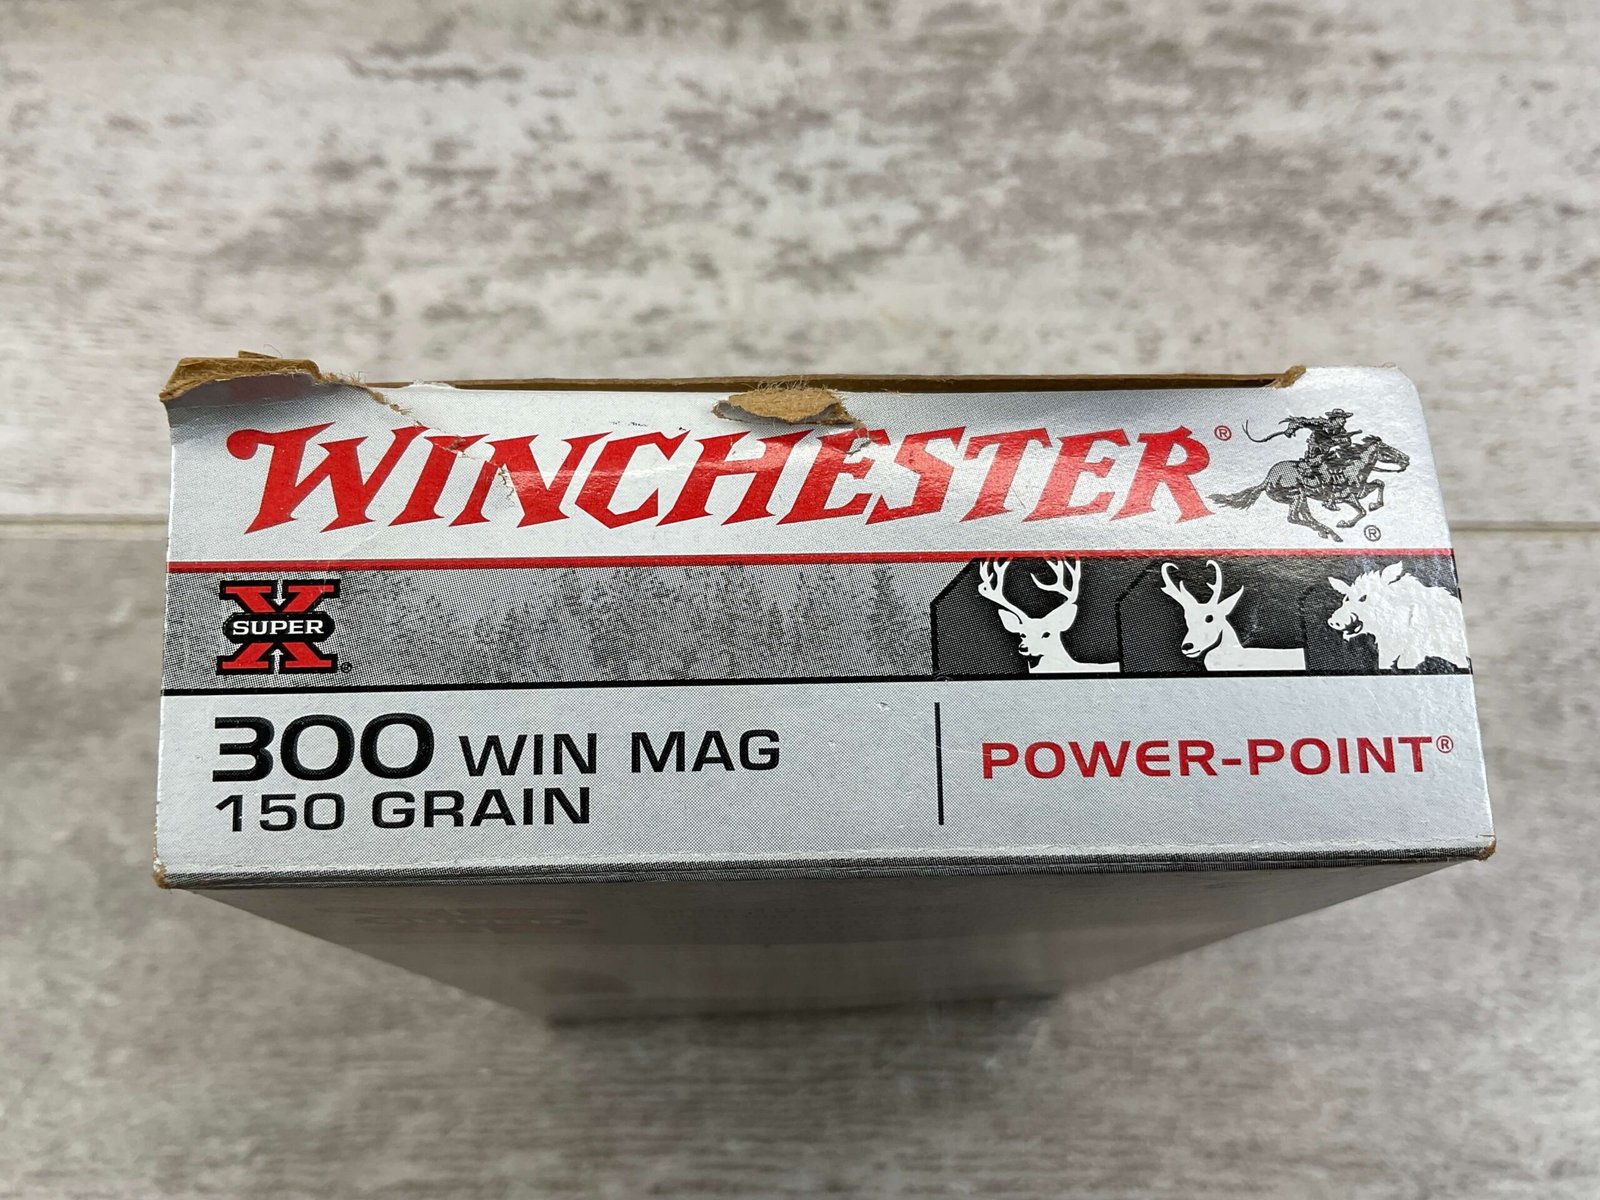 WINCHESTER®
®
SUPER X®
300 WIN MAG
150 GRAIN
POWER-POINT®